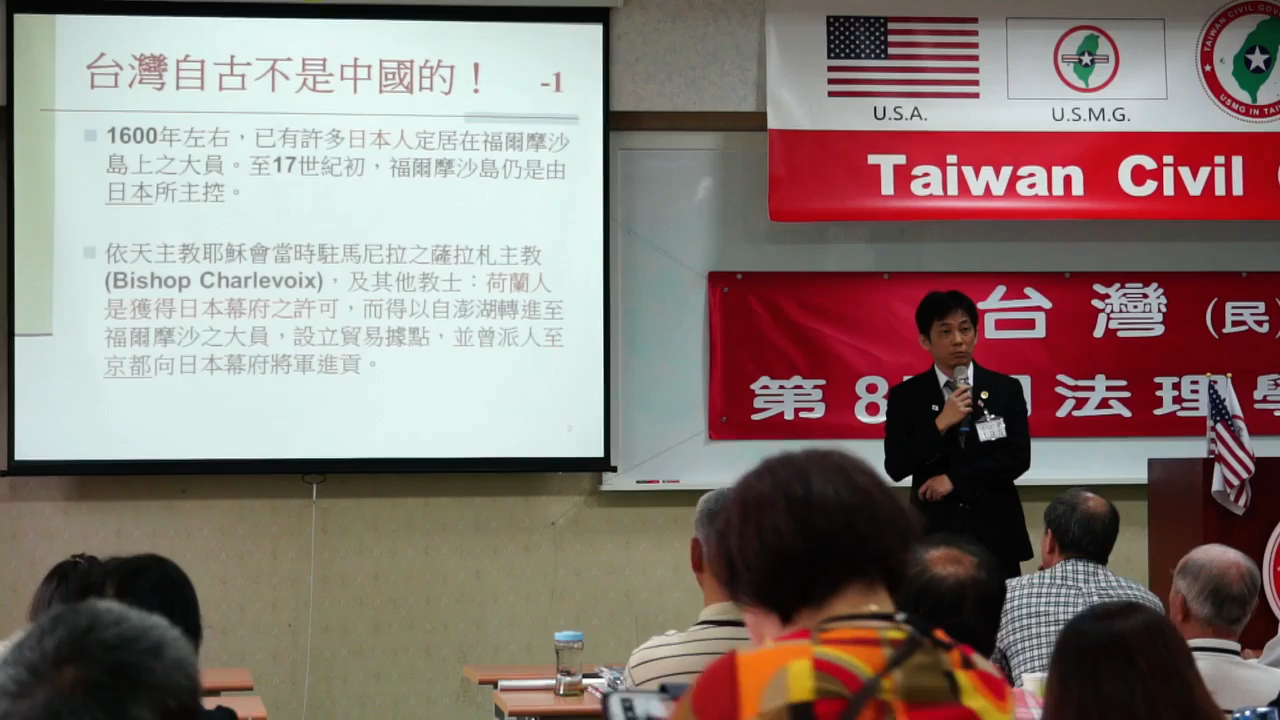 台灣自古不是中國的！ -1
1600年左右，已有許多日本人定居在福爾摩沙
島上之大員。至17世紀初，福爾摩沙島仍是由
日本所主控。
依天主教耶穌會當時駐馬尼拉之薩拉札主教
(Bishop Charlevoix)，及其他教士：荷蘭人
是獲得日本幕府之許可，而得以自澎湖轉進至
福爾摩沙之大員，設立貿易據點，並曾派人至
京都向日本幕府將軍進貢。
3
U.S.A.
U.S.M.G.
TAIWAN CIVIL GOV
USMG IN TAI
Taiwan Civil
台灣(民
第8 法理學